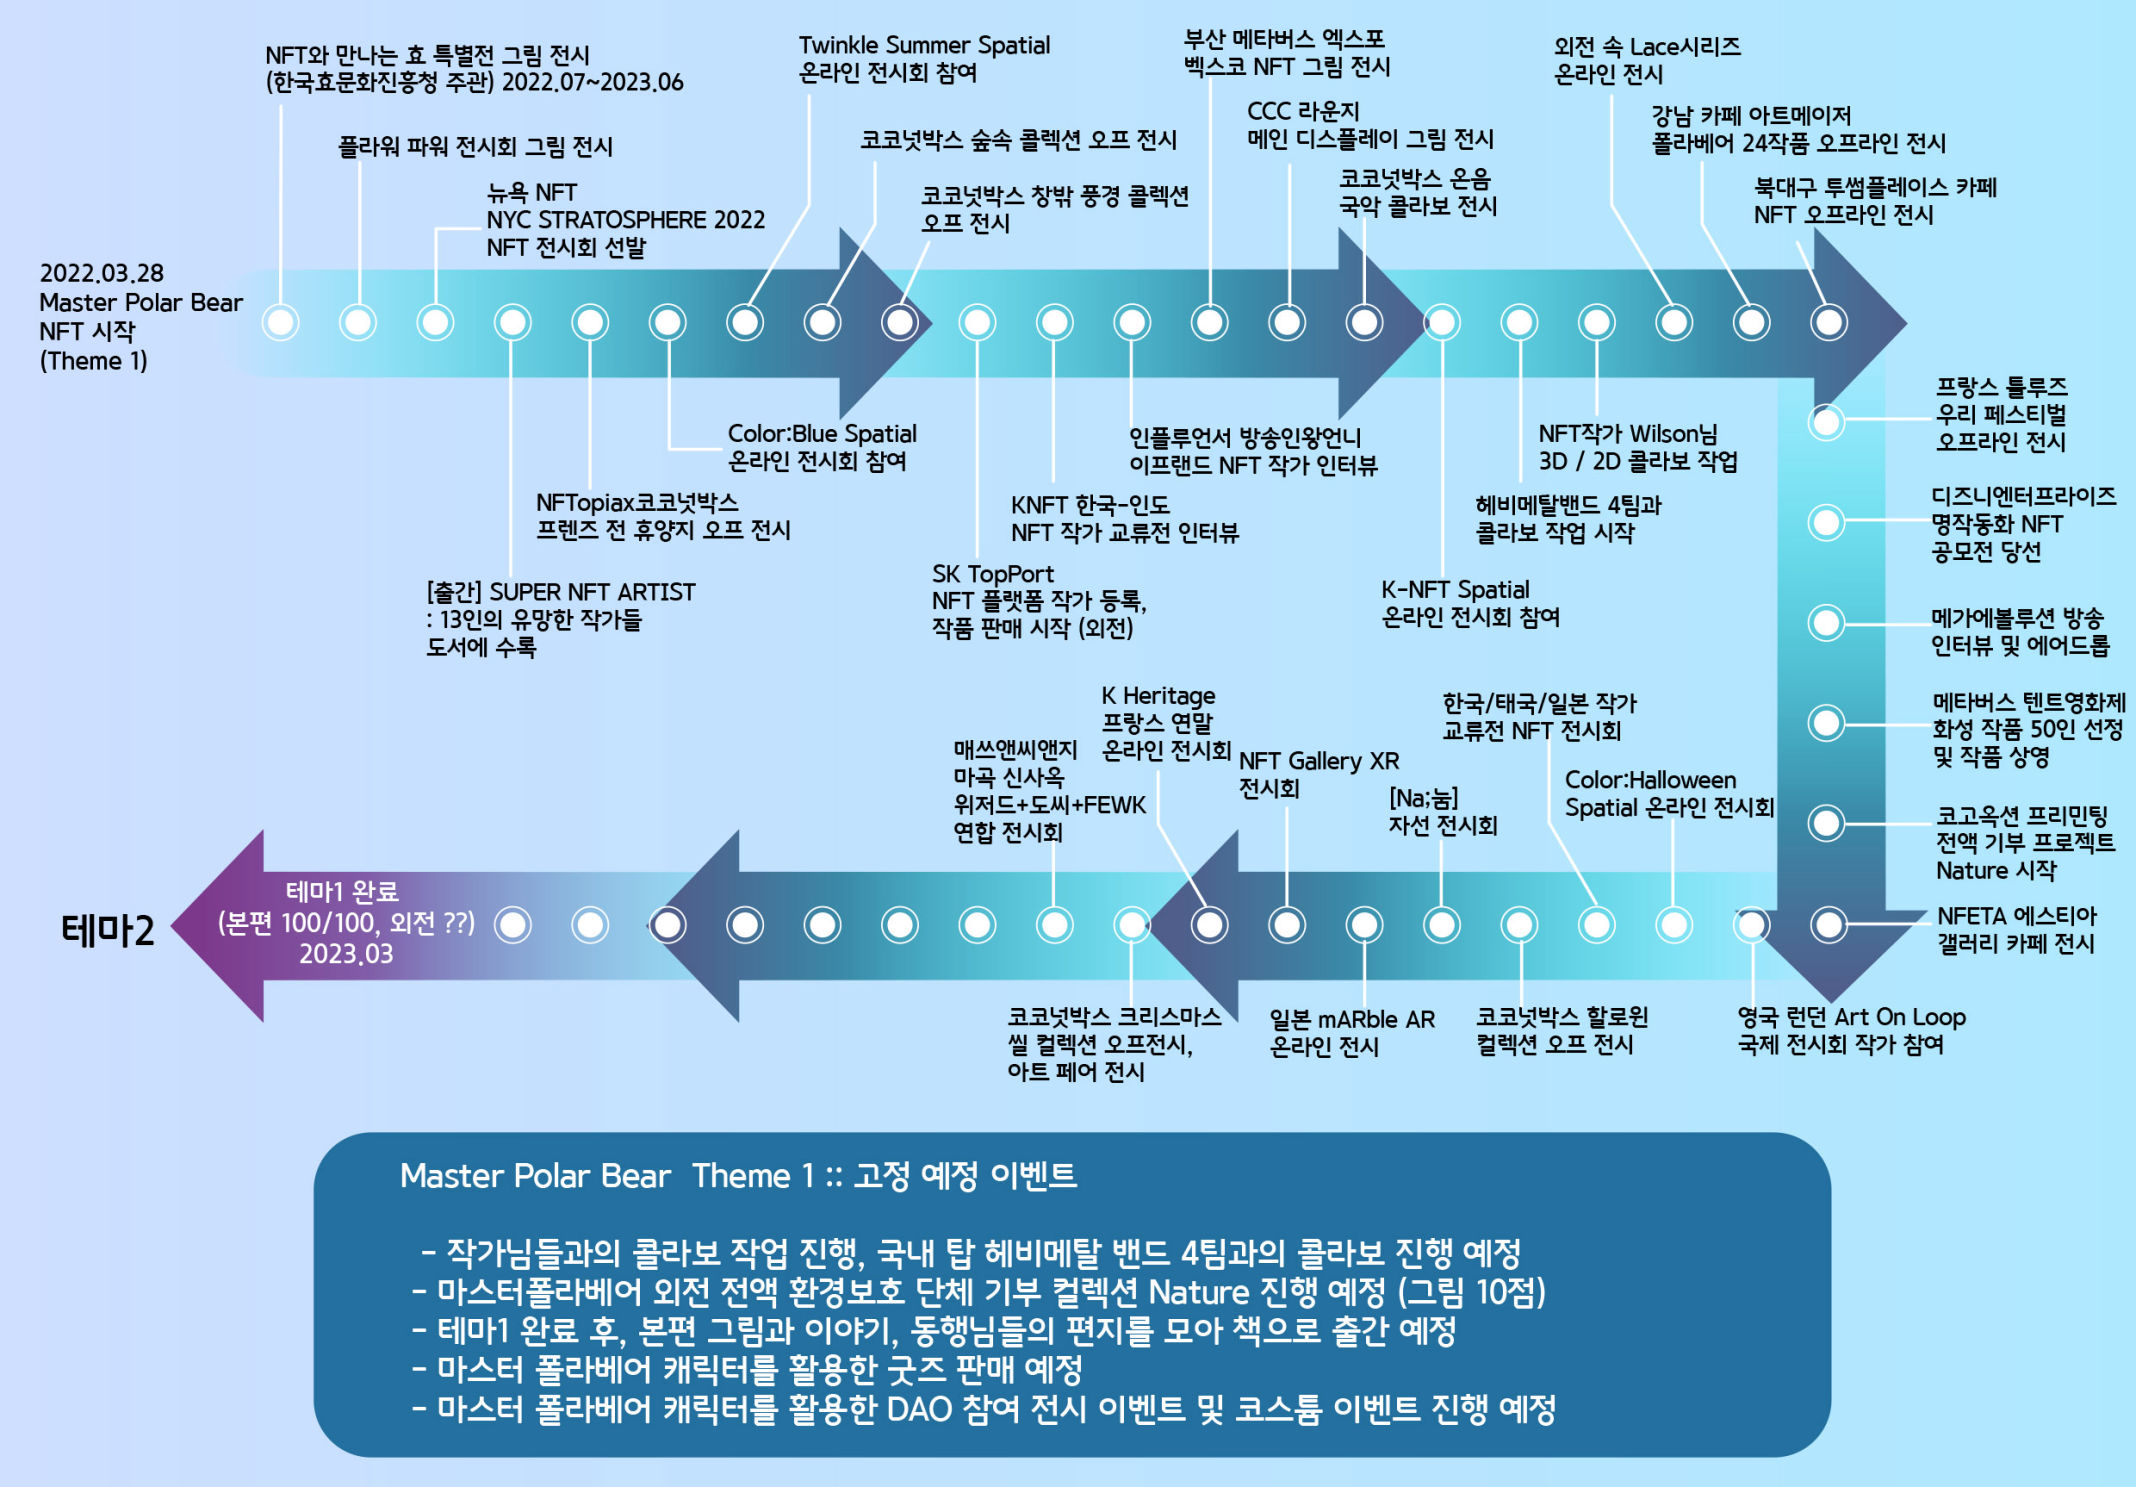 NFT와 만나는 효 특별전 그림 전시
(한국효문화진흥청 주관) 2022.07~2023.06
플라워 파워 전시회 그림 전시
뉴욕 NFT
NYC STRATOSPHERE 2022
NFT 전시회 선발
Twinkle Summer Spatial
온라인 전시회 참여
코코넛박스 숲속 콜렉션 오프 전시
코코넛박스 창밖 풍경 콜렉션
오프 전시
부산 메타버스 엑스포
벡스코 NFT 그림 전시
CCC 라운지
메인 디스플레이 그림 전시
코코넛박스 온음
국악 콜라보 전시
외전 속 Lace시리즈
온라인 전시
강남 카페 아트메이저
폴라베어 24작품 오프라인 전시
북대구 투썸플레이스 카페
NFT 오프라인 전시
2022.03.28
Master Polar Bear
NFT 시작
(Theme 1)
[출간] SUPER NFT ARTIST
: 13인의 유망한 작가들
도서에 수록
NFTopiax코코넛박스
프렌즈 전 휴양지 오프 전시
Color:Blue Spatial
온라인 전시회 참여
SK TopPort
NFT 플랫폼 작가 등록,
작품 판매 시작 (외전)
KNFT 한국-인도
NFT 작가 교류전 인터뷰
인플루언서 방송인왕언니
이프랜드 NFT 작가 인터뷰
K-NFT Spatial
온라인 전시회 참여
헤비메탈밴드 4팀과
콜라보 작업 시작
NFT작가 Wilson님
3D / 2D 콜라보 작업
프랑스 틀루즈
우리 페스티벌
오프라인 전시
디즈니엔터프라이즈
명작동화 NFT
공모전 당선
메가에볼루션 방송
인터뷰 및 에어드롭
메타버스 텐트영화제
화성 작품 50인 선정
및 작품 상영
코고옥션 프리민팅
전액 기부 프로젝트
Nature 시작
NFETA 에스티아
갤러리 카페 전시
영국 런던 Art On Loop
국제 전시회 작가 참여
Color:Halloween
Spatial 온라인 전시회
한국/태국/일본 작가
교류전 NFT 전시회
코코넛박스 할로윈
컬렉션 오프 전시
[Na;눔]
자선 전시회
일본 mARble AR
온라인 전시
NFT Gallery XR
전시회
K Heritage
프랑스 연말
온라인 전시회
코코넛박스 크리스마스
씰 컬렉션 오프전시,
아트 페어 전시
매쓰앤씨앤지
마곡 신사옥
위저드+도씨+FEWK
연합 전시회
테마1 완료
(본편 100/100, 외전 ??)
2023.03
테마2
Master Polar Bear Theme 1 :: 고정 예정 이벤트
- 작가님들과의 콜라보 작업 진행, 국내 탑 헤비메탈 밴드 4팀과의 콜라보 진행 예정
- 마스터폴라베어 외전 전액 환경보호 단체 기부 컬렉션 Nature 진행 예정 (그림 10점)
- 테마1 완료 후, 본편 그림과 이야기, 동행님들의 편지를 모아 책으로 출간 예정
- 마스터 폴라베어 캐릭터를 활용한 굿즈 판매 예정
- 마스터 폴라베어 캐릭터를 활용한 DAO 참여 전시 이벤트 및 코스튬 이벤트 진행 예정